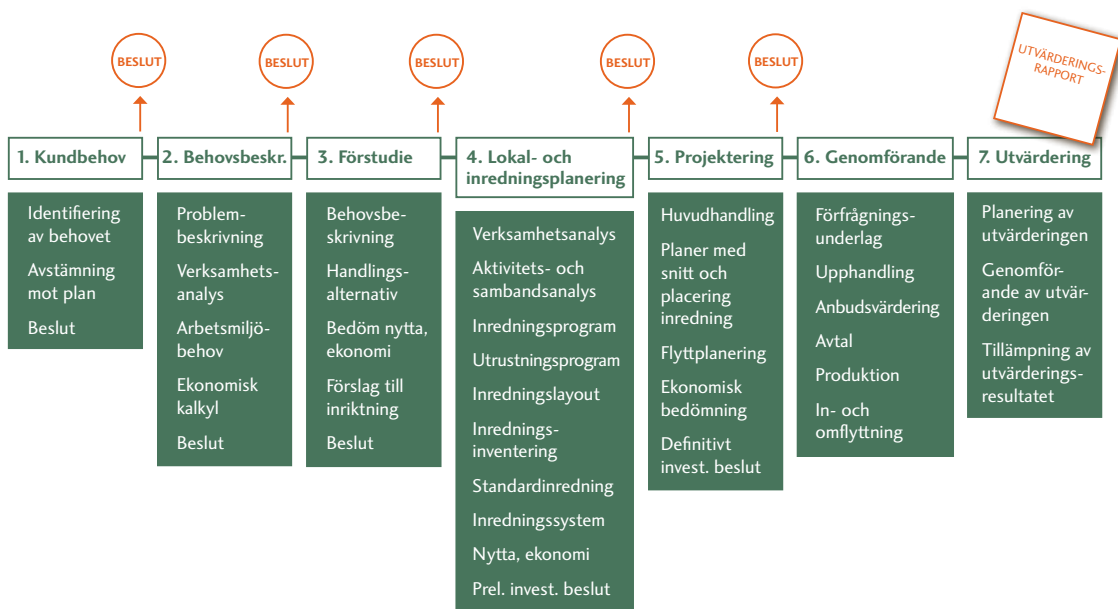 BESLUT
BESLUT
BESLUT
BESLUT
BESLUT
UTVÄRDERINGS-
RAPPORT
1. Kundbehov
Identifiering
av behovet
Avstämning
mot plan
Beslut
2. Behovsbeskr.
Problem-
beskrivning
Verksamhets-
analys
Arbetsmiljö-
behov
Ekonomisk
kalkyl
Beslut
3. Förstudie
Behovsbe-
skrivning
Handlings-
alternativ
Bedöm nytta,
ekonomi
Förslag till
inriktning
Beslut
4. Lokal- och
inredningsplanering
Verksamhetsanalys
Aktivitets- och
sambandsanalys
Inredningsprogram
Utrustningsprogram
Inredningslayout
Inrednings-
inventering
Standardinredning
Inredningssystem
Nytta, ekonomi
Prel. invest. beslut
5. Projektering
Huvudhandling
Planer med
snitt och
placering
inredning
Flyttplanering
Ekonomisk
bedömning
Definitivt
invest. beslut
6. Genomförande
Förfrågnings-
underlag
Upphandling
Anbudsvärdering
Avtal
Produktion
In- och
omflyttning
7. Utvärdering
Planering av
utvärderingen
Genomför-
ande av utvär-
deringen
Tillämpning av
utvärderings-
resultatet